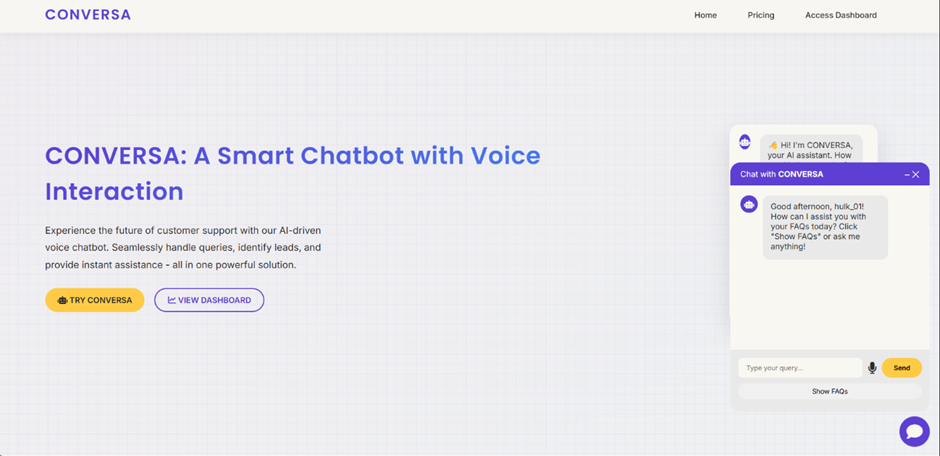 CONVERSA
Home
Pricing
Access Dashboard
CONVERSA: A Smart Chatbot with Voice
Interaction
Experience the future of customer support with our AI-driven
voice chatbot. Seamlessly handle queries, identify leads, and
provide instant assistance - all in one powerful solution.
TRY CONVERSA
VIEW DASHBOARD
👋 Hi! I'm CONVERSA,
your AI assistant. How
Chat with CONVERSA
Good afternoon, hulk_01!
How can I assist you with
your FAQs today? Click
"Show FAQs" or ask me
anything!
Type your query...
Send
Show FAQs